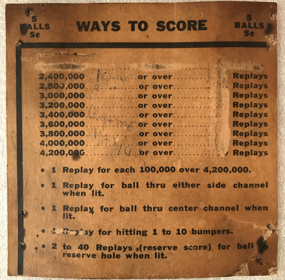 5 BALLS 5¢
WAYS TO SCORE
5 BALLS 5¢
2,400,000 or over Replays
2,800,000 or over Replays
3,000,000 or over Replays
3,200,000 or over Replays
3,400,000 or over Replays
3,600,000 or over Replays
3,800,000 or over Replays
4,000,000 or over Replays
4,200,000 or over Replays
• 1 Replay for each 100,000 over 4,200,000.
• 1 Replay for ball thru either side channel
when lit.
• 1 Replay for ball thru center channel when
lit.
• Replay for hitting 1 to 10 bumpers.
• 2 to 40 Replays (reserve score) for ball
reserve hole when lit.